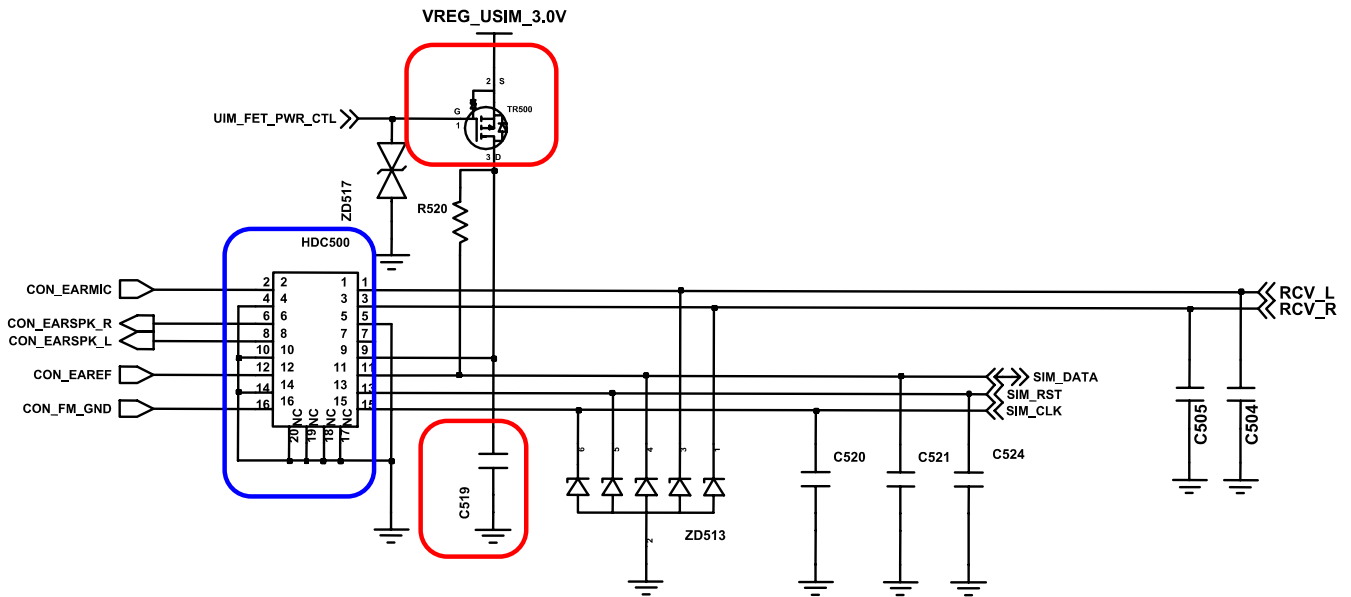 VREG_USIM_3.0V
2 S
TR500
G
1
UIM_FET_PWR_CTL
3 D
ZD517
R520
HDC500
CON_EARMIC
2 2 1 1
4 4 3 3
CON_EARSPK_R
6 6 5 5
CON_EARSPK_L
8 8 7 7
10 10 9 9
CON_EAREF
12 12 11 11
14 14 13 13
CON_FM_GND
16 16 15 15
20 NC 19 NC 18 NC 17 NC
RCV_L
RCV_R
SIM_DATA
SIM_RST
SIM_CLK
C505
C504
C519
6 5 4 3 1
C520
C521
C524
2
ZD513